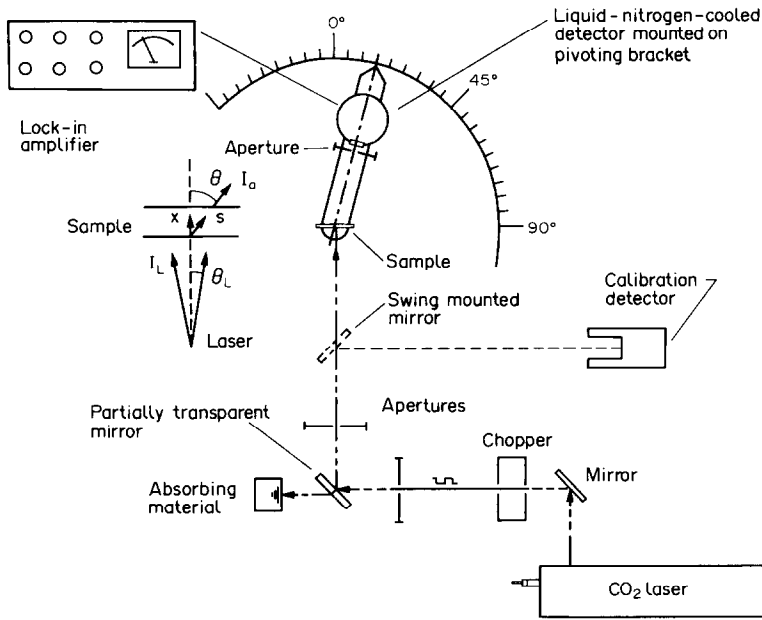 0°
Liquid-nitrogen-cooled
detector mounted on
pivoting bracket
45°
Lock-in
amplifier
Aperture
θ
Iₐ
x
s
Sample
90°
Sample
I_L
θ_L
Swing mounted
mirror
Calibration
detector
Laser
Partially transparent
mirror
Apertures
Chopper
Mirror
Absorbing
material
CO₂ laser